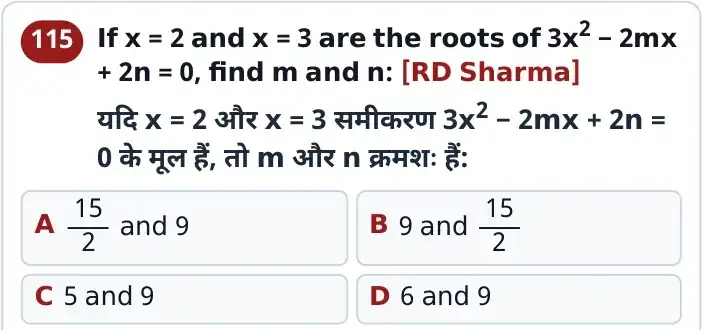 115 If x = 2 and x = 3 are the roots of 3x² – 2mx
+ 2n = 0, find m and n: [RD Sharma]
यदि x = 2 और x = 3 समीकरण 3x² – 2mx + 2n =
0 के मूल हैं, तो m और n क्रमशः हैं:
A 15/2 and 9
B 9 and 15/2
C 5 and 9
D 6 and 9